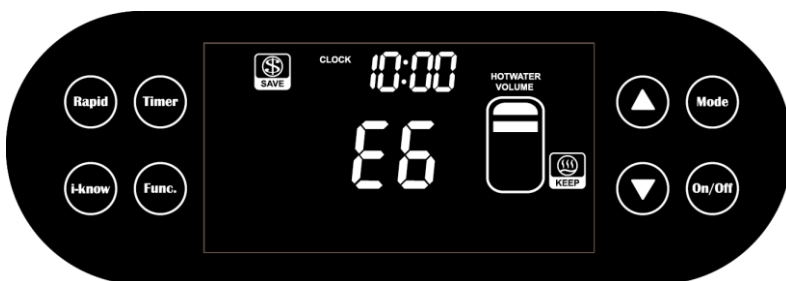 Rapid
Timer
i-know
Func.
$
SAVE
CLOCK 10:00
E6
HOTWATER
VOLUME
KEEP
Mode
On/Off